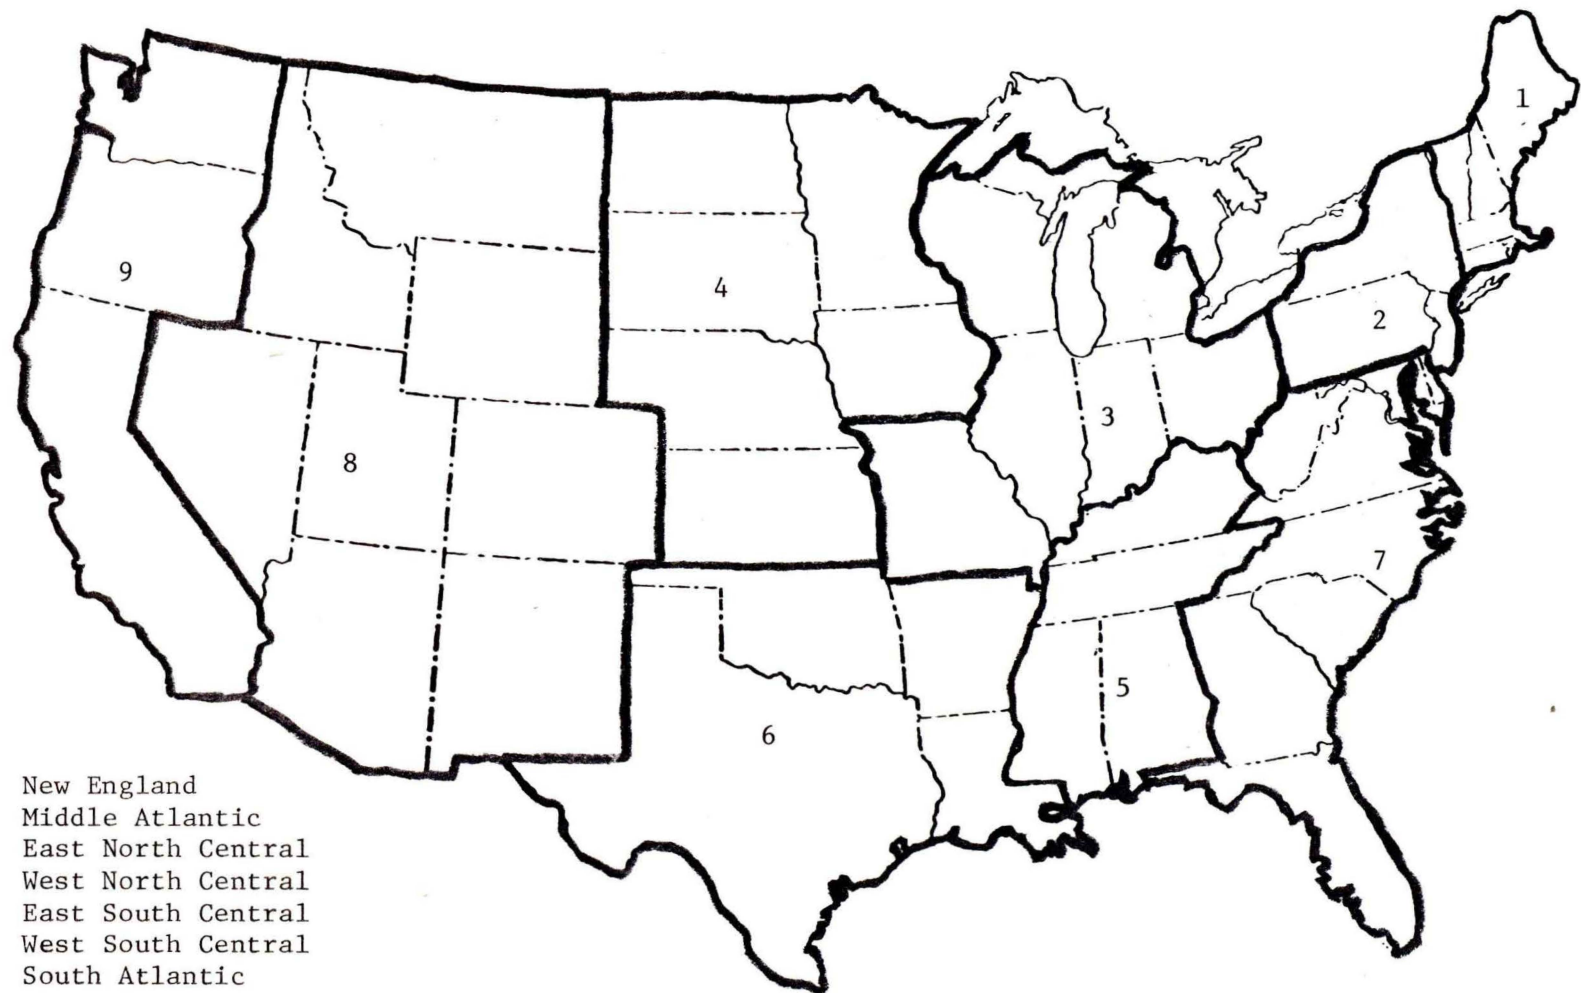 1
9
4
2
3
8
7
5
6
New England
Middle Atlantic
East North Central
West North Central
East South Central
West South Central
South Atlantic